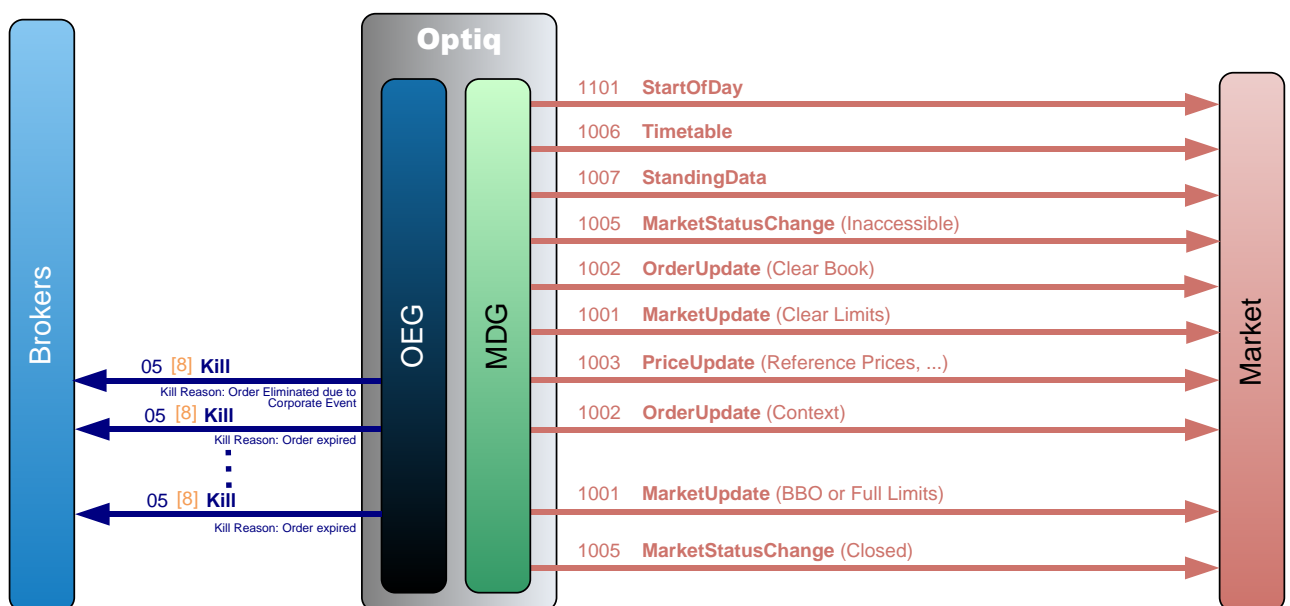 Optiq
Brokers
OEG
MDG
Market
1101 StartOfDay
1006 Timetable
1007 StandingData
1005 MarketStatusChange (Inaccessible)
1002 OrderUpdate (Clear Book)
1001 MarketUpdate (Clear Limits)
1003 PriceUpdate (Reference Prices, ...)
1002 OrderUpdate (Context)
1001 MarketUpdate (BBO or Full Limits)
1005 MarketStatusChange (Closed)
05 [8] Kill
Kill Reason: Order Eliminated due to
Corporate Event
05 [8] Kill
Kill Reason: Order expired
05 [8] Kill
Kill Reason: Order expired